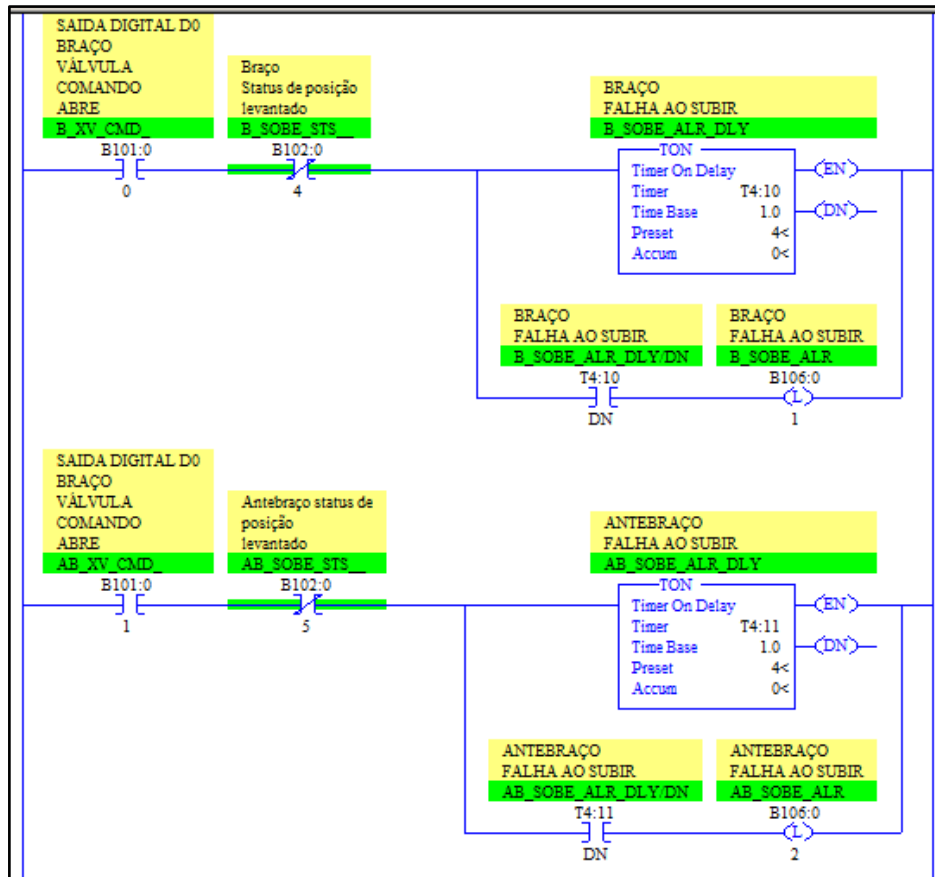 SAIDA DIGITAL D0
BRAÇO
VÁLVULA
COMANDO
ABRE
B_XV_CMD_
B101:0
0
Braço
Status de posição
levantado
B_SOBE_STS__
B102:0
4
BRAÇO
FALHA AO SUBIR
B_SOBE_ALR_DLY
TON
Timer On Delay
Timer T4:10
Time Base 1.0
Preset 4<
Accum 0<
EN
DN
BRAÇO
FALHA AO SUBIR
B_SOBE_ALR_DLY/DN
T4:10
DN
BRAÇO
FALHA AO SUBIR
B_SOBE_ALR
B106:0
L
1
SAIDA DIGITAL D0
BRAÇO
VÁLVULA
COMANDO
ABRE
AB_XV_CMD_
B101:0
1
Antebraço status de
posição
levantado
AB_SOBE_STS__
B102:0
5
ANTEBRAÇO
FALHA AO SUBIR
AB_SOBE_ALR_DLY
TON
Timer On Delay
Timer T4:11
Time Base 1.0
Preset 4<
Accum 0<
EN
DN
ANTEBRAÇO
FALHA AO SUBIR
AB_SOBE_ALR_DLY/DN
T4:11
DN
ANTEBRAÇO
FALHA AO SUBIR
AB_SOBE_ALR
B106:0
L
2